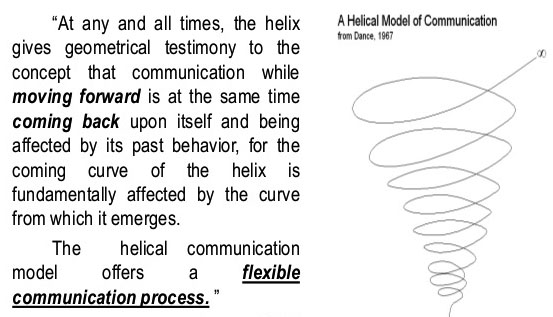 “At any and all times, the helix
gives geometrical testimony to the
concept that communication while
moving forward is at the same time
coming back upon itself and being
affected by its past behavior, for the
coming curve of the helix is
fundamentally affected by the curve
from which it emerges.
The helical communication
model offers a flexible
communication process. ”
A Helical Model of Communication
from Dance, 1967
∞